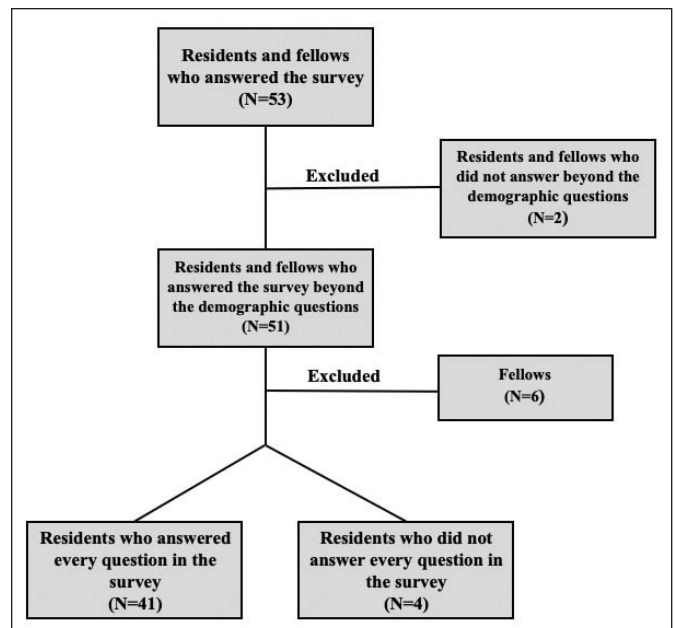 Residents and fellows
who answered the survey
(N=53)
Excluded
Residents and fellows who
did not answer beyond the
demographic questions
(N=2)
Residents and fellows who
answered the survey beyond
the demographic questions
(N=51)
Excluded
Fellows
(N=6)
Residents who answered
every question in the
survey
(N=41)
Residents who did not
answer every question in
the survey
(N=4)